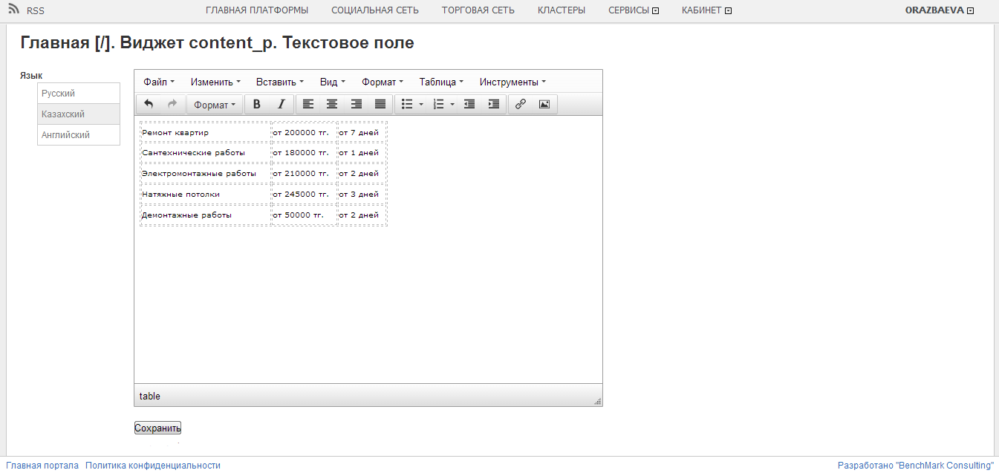 RSS ГЛАВНАЯ ПЛАТФОРМЫ СОЦИАЛЬНАЯ СЕТЬ ТОРГОВАЯ СЕТЬ КЛАСТЕРЫ СЕРВИСЫ КАБИНЕТ ORAZBAEVA
Главная [/]. Виджет content_p. Текстовое поле
Язык
Русский
Казахский
Английский
Файл Изменить Вставить Вид Формат Таблица Инструменты
Формат B I
Ремонт квартир от 200000 тг. от 7 дней
Сантехнические работы от 180000 тг. от 1 дней
Электромонтажные работы от 210000 тг. от 2 дней
Натяжные потолки от 245000 тг. от 3 дней
Демонтажные работы от 50000 тг. от 2 дней
table
Сохранить
Главная портала Политика конфиденциальности Разработано "BenchMark Consulting"